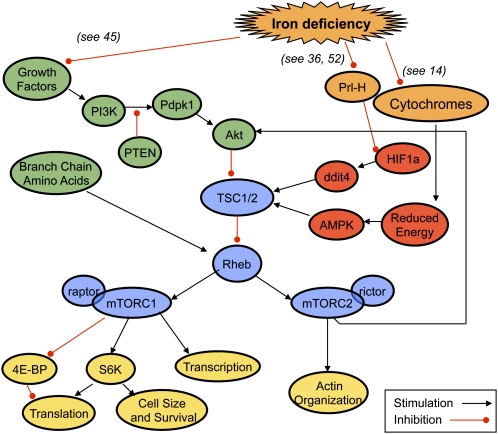 Iron deficiency
(see 45)
(see 36, 52)
(see 14)
Growth
Factors
PI3K
Pdpk1
Prl-H
Cytochromes
PTEN
Akt
HIF1a
Branch Chain
Amino Acids
ddit4
TSC1/2
AMPK
Reduced
Energy
Rheb
raptor
mTORC1
mTORC2
rictor
4E-BP
S6K
Transcription
Translation
Cell Size
and Survival
Actin
Organization
Stimulation
Inhibition